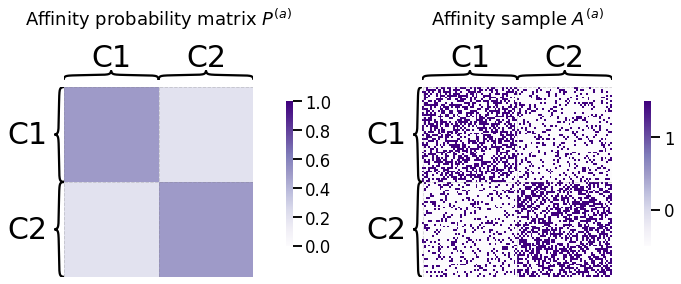 Affinity probability matrix P^(a)
C1 C2
C1
C2
1.0
0.8
0.6
0.4
0.2
0.0
Affinity sample A^(a)
C1 C2
C1
C2
1
0